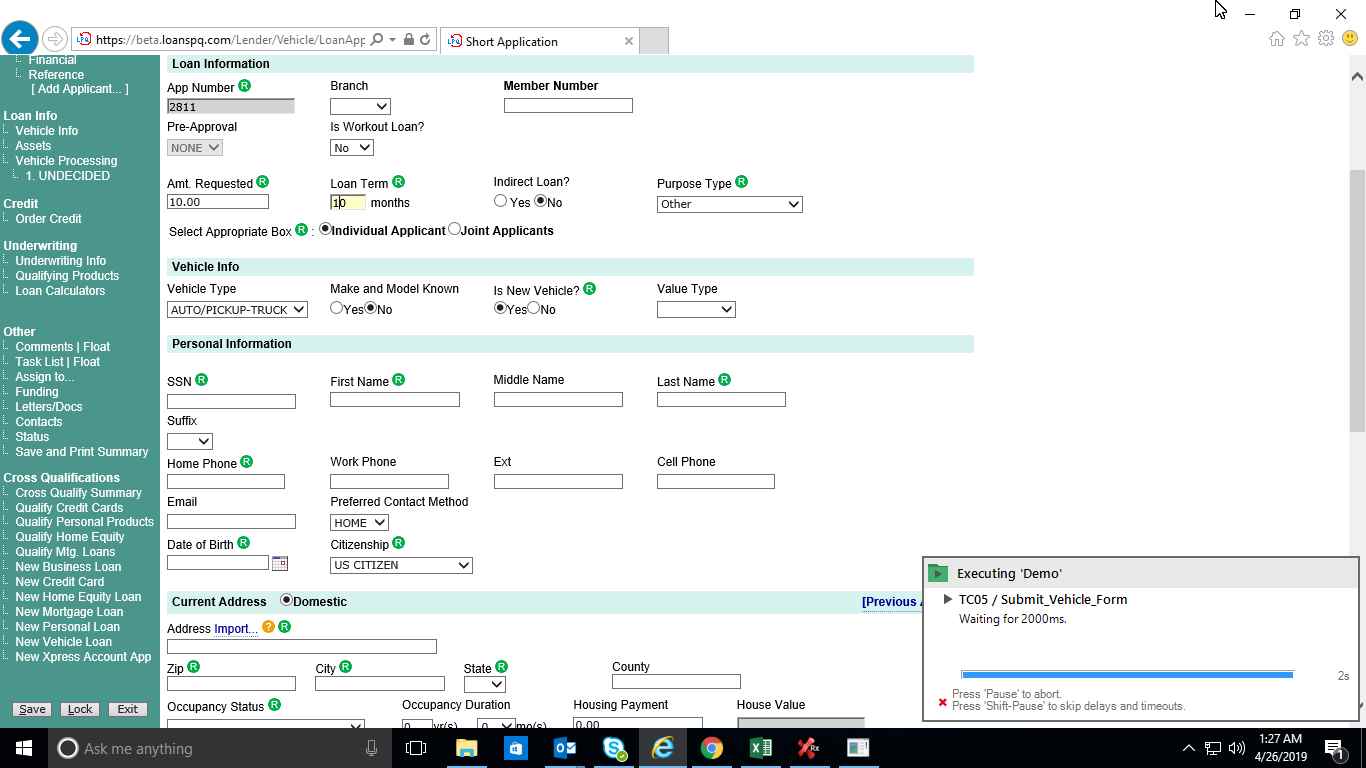 https://beta.loanspq.com/Lender/Vehicle/LoanApp
Short Application
Financial
Reference
[ Add Applicant... ]
Loan Info
Vehicle Info
Assets
Vehicle Processing
1. UNDECIDED
Credit
Order Credit
Underwriting
Underwriting Info
Qualifying Products
Loan Calculators
Other
Comments | Float
Task List | Float
Assign to...
Funding
Letters/Docs
Contacts
Status
Save and Print Summary
Cross Qualifications
Cross Qualify Summary
Qualify Credit Cards
Qualify Personal Products
Qualify Home Equity
Qualify Mtg. Loans
New Business Loan
New Credit Card
New Home Equity Loan
New Mortgage Loan
New Personal Loan
New Vehicle Loan
New Xpress Account App
Save Lock Exit
Loan Information
App Number R Branch Member Number
2811
Pre-Approval Is Workout Loan?
NONE No
Amt. Requested R Loan Term R Indirect Loan? Purpose Type R
10.00 10 months Yes No Other
Select Appropriate Box R : Individual Applicant Joint Applicants
Vehicle Info
Vehicle Type Make and Model Known Is New Vehicle? R Value Type
AUTO/PICKUP-TRUCK Yes No Yes No
Personal Information
SSN R First Name R Middle Name Last Name R
Suffix
Home Phone R Work Phone Ext Cell Phone
Email Preferred Contact Method
HOME
Date of Birth R Citizenship R
US CITIZEN
Current Address Domestic [Previous
Address Import... ? R
Zip R City R State R County
Occupancy Status R Occupancy Duration Housing Payment House Value
0 yr(s) 0 mo(s) 0.00
Executing 'Demo'
TC05 / Submit_Vehicle_Form
Waiting for 2000ms.
2s
Press 'Pause' to abort.
Press 'Shift-Pause' to skip delays and timeouts.
Ask me anything
1:27 AM
4/26/2019
1